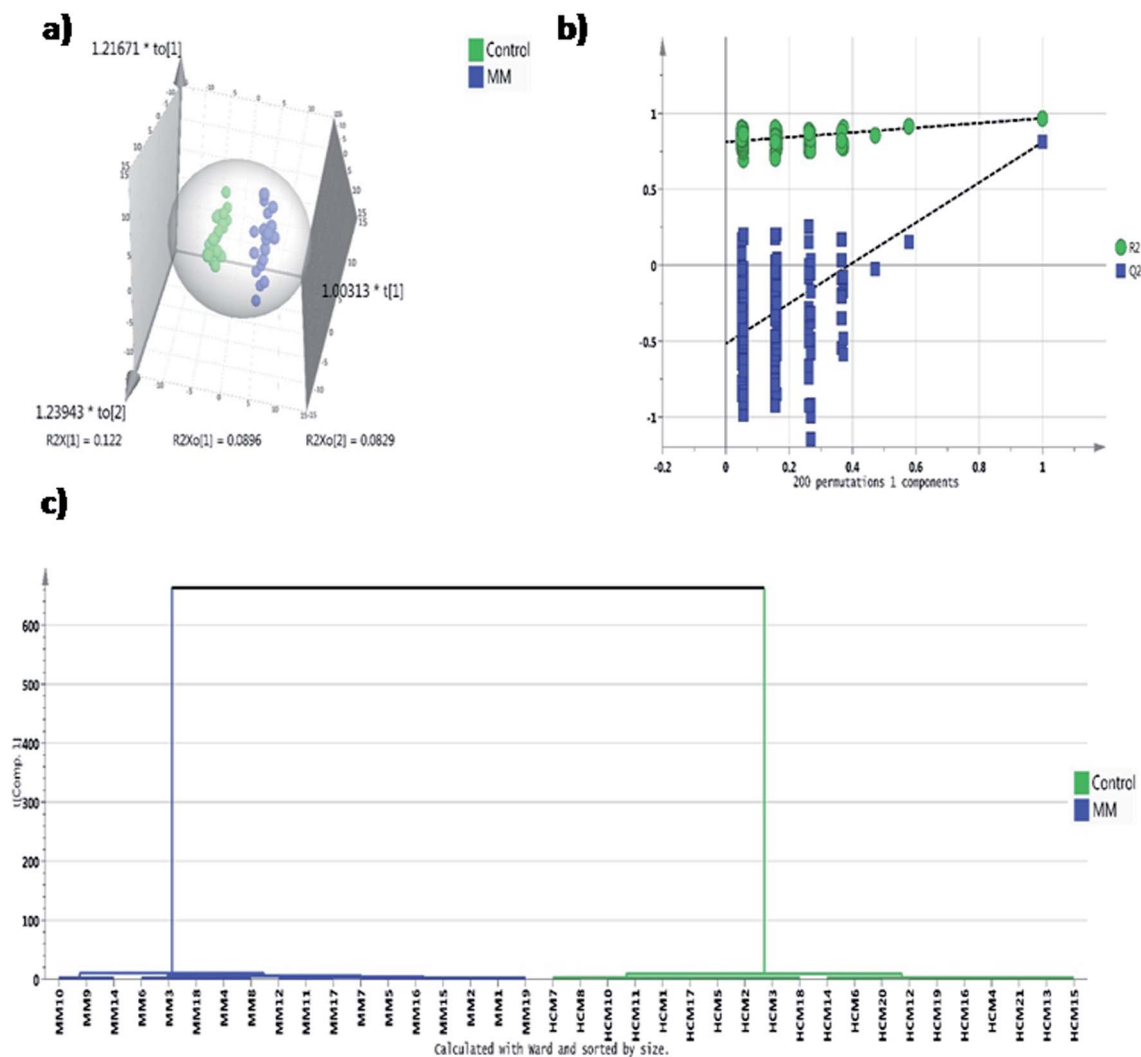 a)
1.21671 * to[1]
Control
MM
1.00313 * t[1]
1.23943 * to[2]
R2X[1] = 0.122 R2Xo[1] = 0.0896 R2Xo[2] = 0.0829
b)
1
0.5
0
-0.5
-1
-0.2 0 0.2 0.4 0.6 0.8 1
200 permutations 1 components
R2
Q2
c)
600
500
400
300
200
100
0
Control
MM
MM10 MM9 MM14 MM6 MM3 MM18 MM4 MM8 MM12 MM11 MM17 MM7 MM5 MM16 MM2 MM1 MM19 HCM7 HCM8 HCM10 HCM11 HCM1 HCM17 HCM5 HCM2 HCM3 HCM18 HCM14 HCM6 HCM20 HCM12 HCM19 HCM16 HCM4 HCM21 HCM13 HCM15
Calculated with Ward and sorted by size.